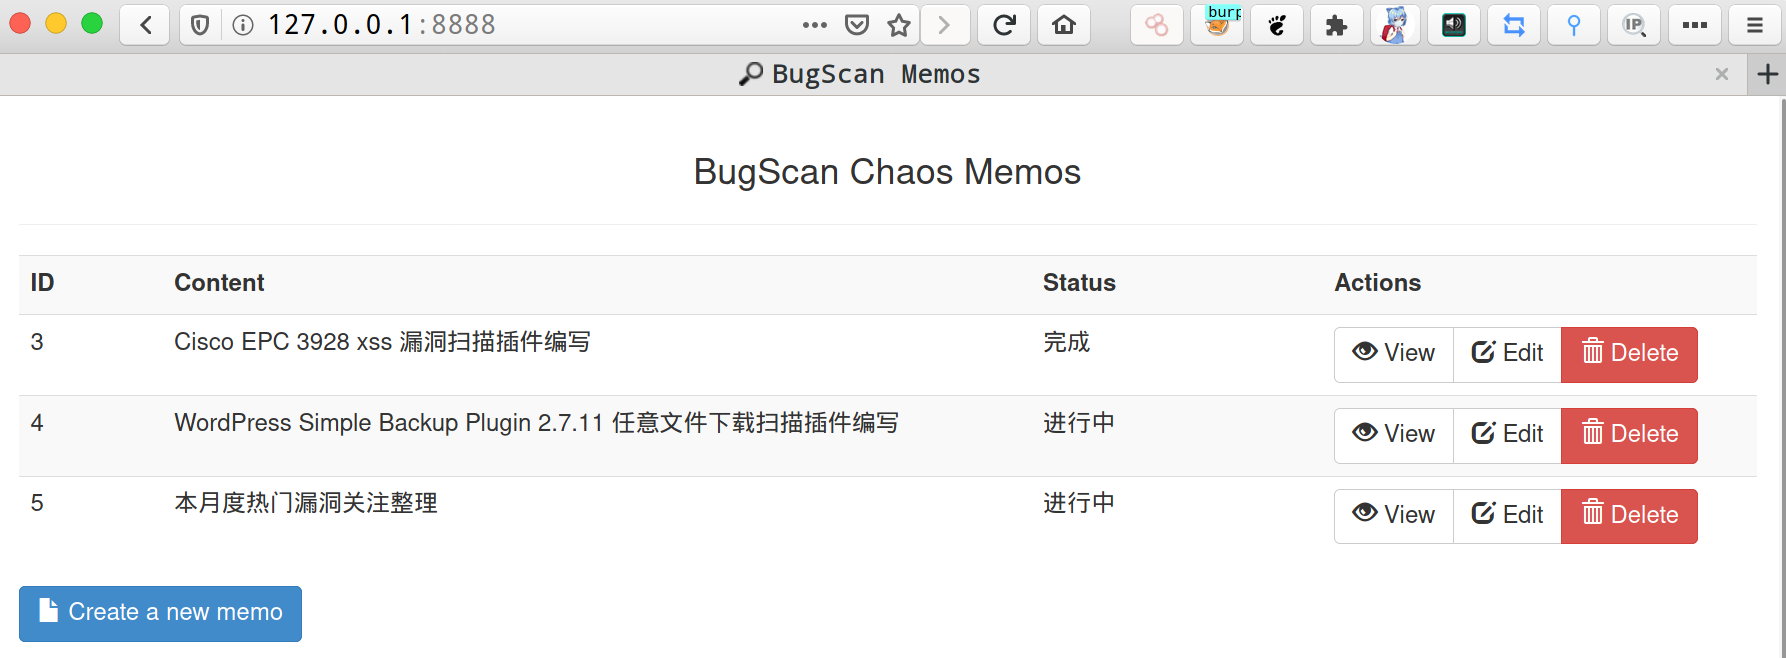 127.0.0.1:8888
burp
IP
BugScan Memos
BugScan Chaos Memos
ID Content Status Actions
3 Cisco EPC 3928 xss 漏洞扫描插件编写 完成 View Edit Delete
4 WordPress Simple Backup Plugin 2.7.11 任意文件下载扫描插件编写 进行中 View Edit Delete
5 本月度热门漏洞关注整理 进行中 View Edit Delete
Create a new memo